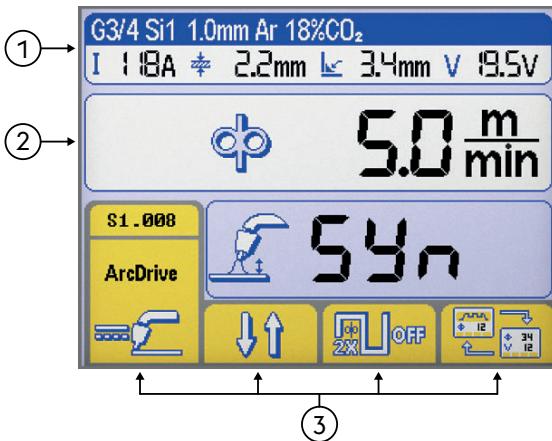 G3/4 Si1 1.0mm Ar 18%CO₂
I 118A 2.2mm 3.4mm V 19.5V
1
2
5.0 m/min
S1.008
ArcDrive
Syn
2X OFF
12
34
V 12
3